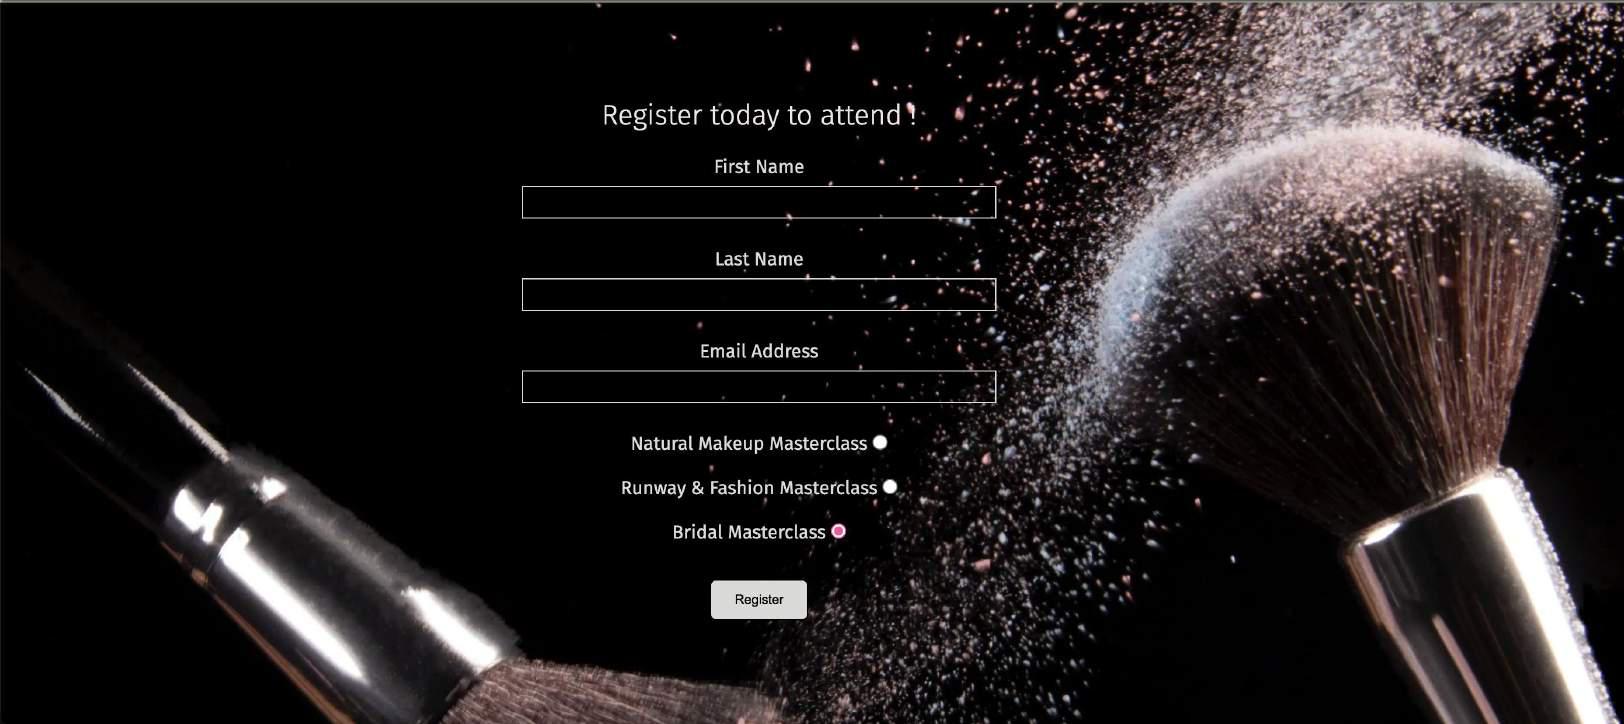 Register today to attend !
First Name
Last Name
Email Address
Natural Makeup Masterclass
Runway & Fashion Masterclass
Bridal Masterclass
Register